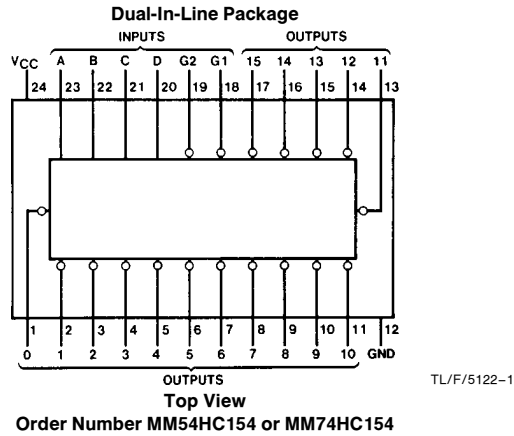 Dual-In-Line Package
INPUTS OUTPUTS
VCC A B C D G2 G1 15 14 13 12 11
24 23 22 21 20 19 18 17 16 15 14 13
1 2 3 4 5 6 7 8 9 10 11 12
0 1 2 3 4 5 6 7 8 9 10 GND
OUTPUTS
TL/F/5122–1
Top View
Order Number MM54HC154 or MM74HC154